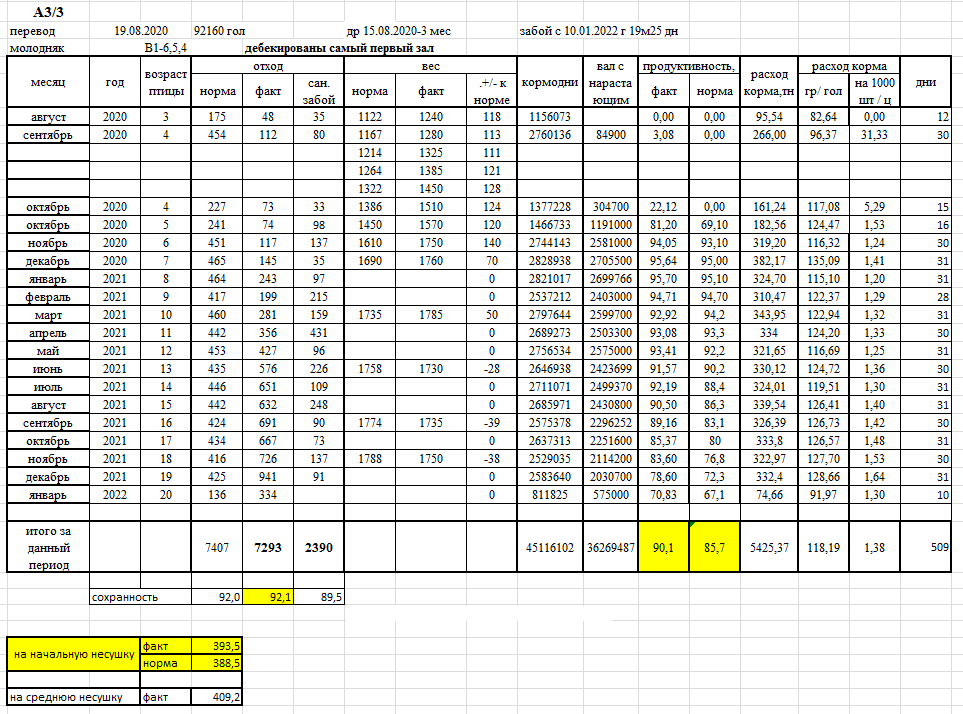 А3/3
перевод 19.08.2020 92160 гол др 15.08.2020-3 мес забой с 10.01.2022 г 19м25 дн
молодняк В1-6,5,4 дебекированы самый первый зал
месяц год возраст птицы отход вес кормодни вал с нараста ющим продуктивность, расход корма,тн расход корма дни
норма факт сан. забой норма факт .+/- к норме факт норма гр/ гол на 1000 шт / ц
август 2020 3 175 48 35 1122 1240 118 1156073 0,00 0,00 95,54 82,64 0,00 12
сентябрь 2020 4 454 112 80 1167 1280 113 2760136 84900 3,08 0,00 266,00 96,37 31,33 30
1214 1325 111
1264 1385 121
1322 1450 128
октябрь 2020 4 227 73 33 1386 1510 124 1377228 304700 22,12 0,00 161,24 117,08 5,29 15
октябрь 2020 5 241 74 98 1450 1570 120 1466733 1191000 81,20 69,10 182,56 124,47 1,53 16
ноябрь 2020 6 451 117 137 1610 1750 140 2744143 2581000 94,05 93,10 319,20 116,32 1,24 30
декабрь 2020 7 465 145 35 1690 1760 70 2828938 2705500 95,64 95,00 382,17 135,09 1,41 31
январь 2021 8 464 243 97 0 2821017 2699766 95,70 95,10 324,70 115,10 1,20 31
февраль 2021 9 417 199 215 0 2537212 2403000 94,71 94,70 310,47 122,37 1,29 28
март 2021 10 460 281 159 1735 1785 50 2797644 2599700 92,92 94,2 343,95 122,94 1,32 31
апрель 2021 11 442 356 431 0 2689273 2503300 93,08 93,3 334 124,20 1,33 30
май 2021 12 453 427 96 0 2756534 2575000 93,41 92,2 321,65 116,69 1,25 31
июнь 2021 13 435 576 226 1758 1730 -28 2646938 2423699 91,57 90,2 330,12 124,72 1,36 30
июль 2021 14 446 651 109 0 2711071 2499370 92,19 88,4 324,01 119,51 1,30 31
август 2021 15 442 632 248 0 2685971 2430800 90,50 86,3 339,54 126,41 1,40 31
сентябрь 2021 16 424 691 90 1774 1735 -39 2575378 2296252 89,16 83,1 326,39 126,73 1,42 30
октябрь 2021 17 434 667 73 0 2637313 2251600 85,37 80 333,8 126,57 1,48 31
ноябрь 2021 18 416 726 137 1788 1750 -38 2529035 2114200 83,60 76,8 322,97 127,70 1,53 30
декабрь 2021 19 425 941 91 0 2583640 2030700 78,60 72,3 332,4 128,66 1,64 31
январь 2022 20 136 334 0 811825 575000 70,83 67,1 74,66 91,97 1,30 10
итого за данный период 7407 7293 2390 45116102 36269487 90,1 85,7 5425,37 118,19 1,38 509
сохранность 92,0 92,1 89,5
на начальную несушку факт 393,5
норма 388,5
на среднюю несушку факт 409,2